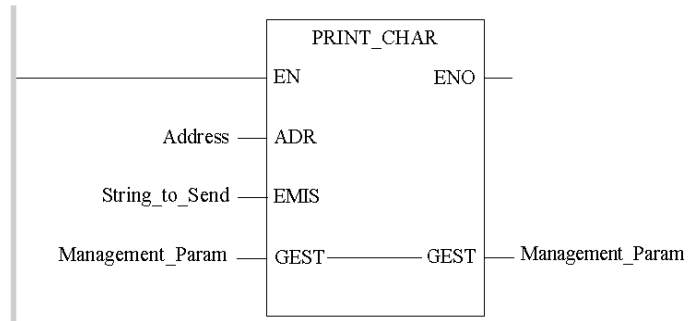 PRINT_CHAR
EN ENO
Address ADR
String_to_Send EMIS
Management_Param GEST GEST Management_Param